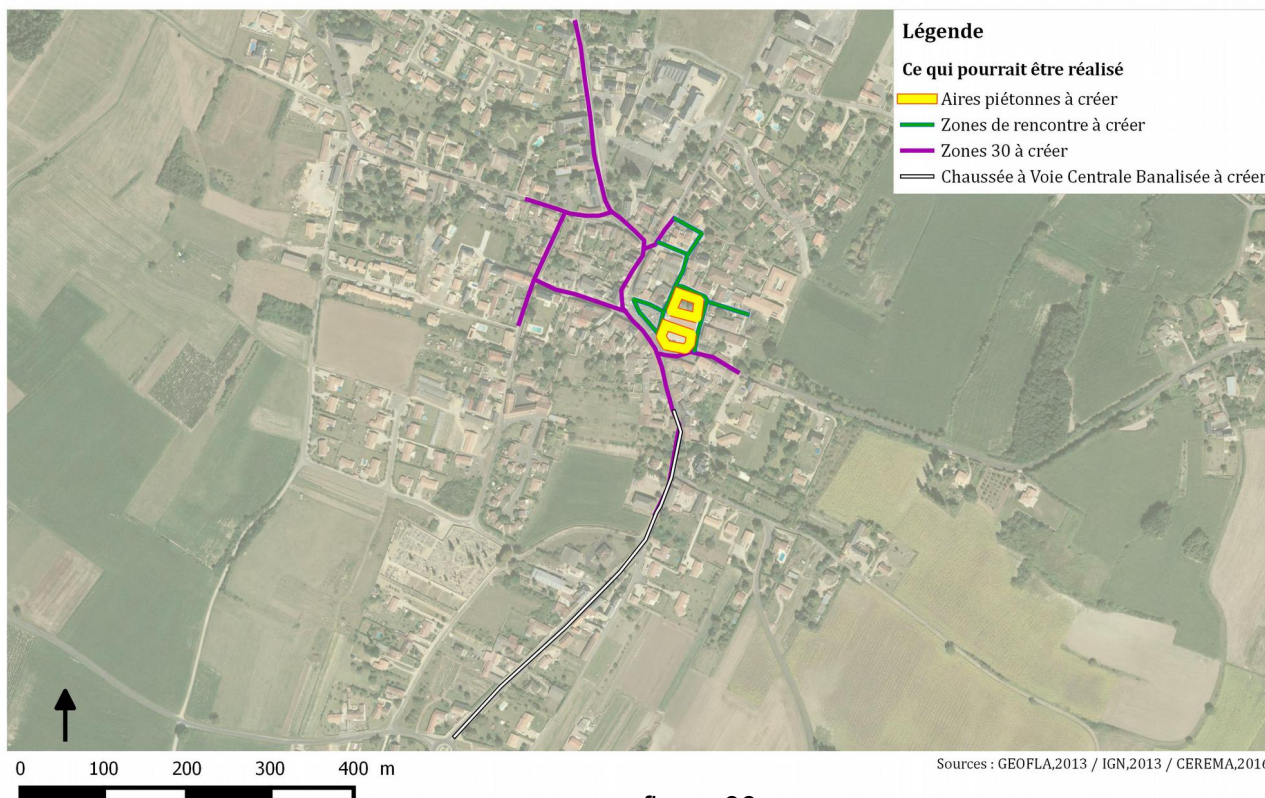 Légende
Ce qui pourrait être réalisé
Aires piétonnes à créer
Zones de rencontre à créer
Zones 30 à créer
Chaussée à Voie Centrale Banalisée à créer
Sources : GEOFLA,2013 / IGN,2013 / CEREMA,2016
0 100 200 300 400 m